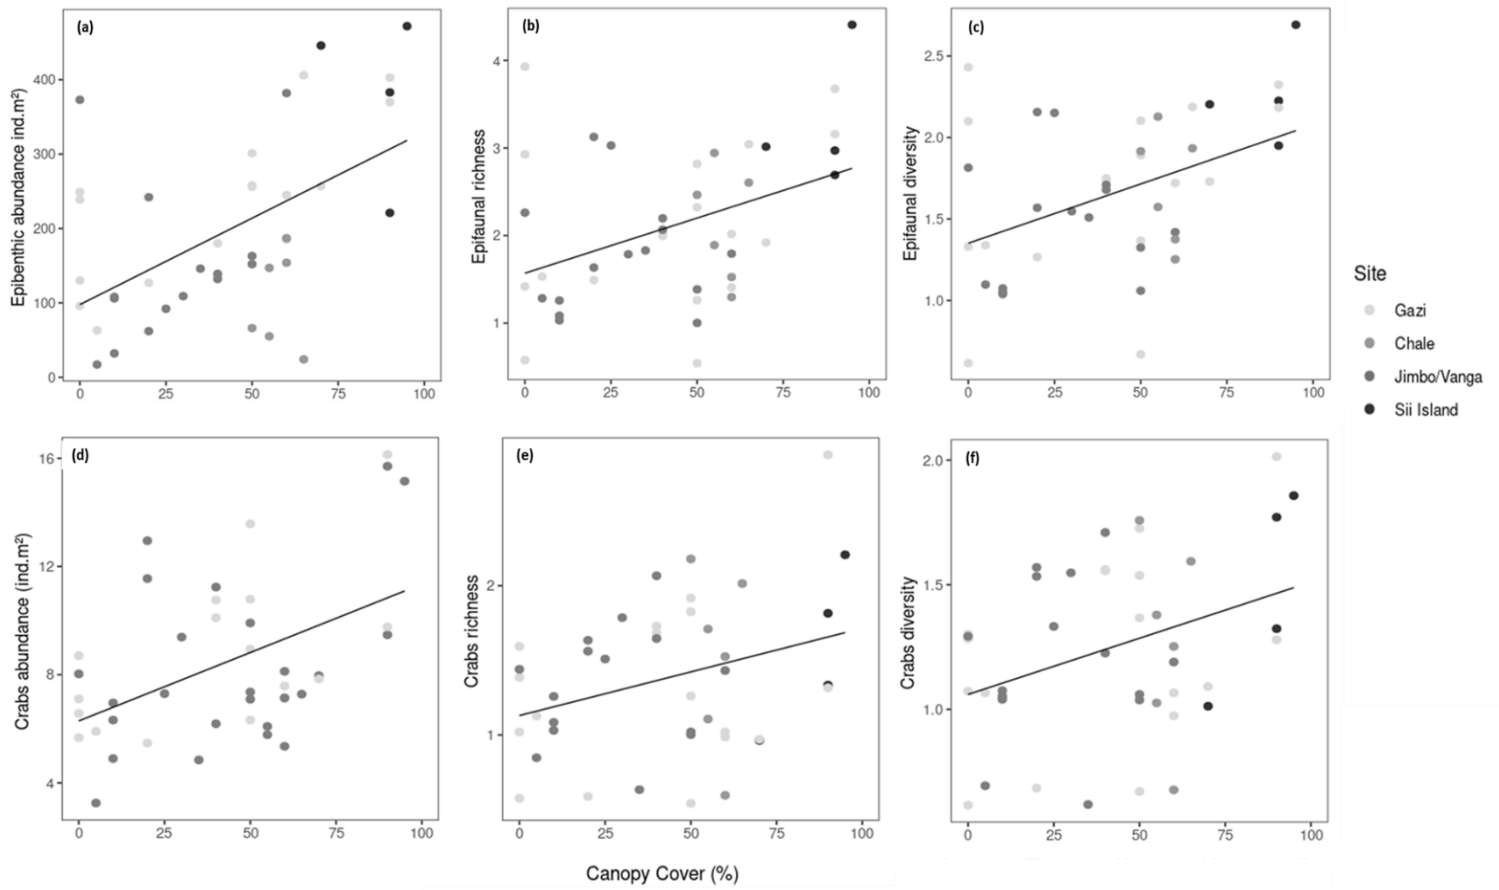 (a)
Epibenthic abundance ind.m²)
400
300
200
100
0
0 25 50 75 100
(b)
Epifaunal richness
4
3
2
1
0 25 50 75 100
(c)
Epifaunal diversity
2.5
2.0
1.5
1.0
0 25 50 75 100
Site
Gazi
Chale
Jimbo/Vanga
Sii Island
(d)
Crabs abundance (ind.m²)
16
12
8
4
0 25 50 75 100
(e)
Crabs richness
2
1
0 25 50 75 100
(f)
Crabs diversity
2.0
1.5
1.0
0 25 50 75 100
Canopy Cover (%)